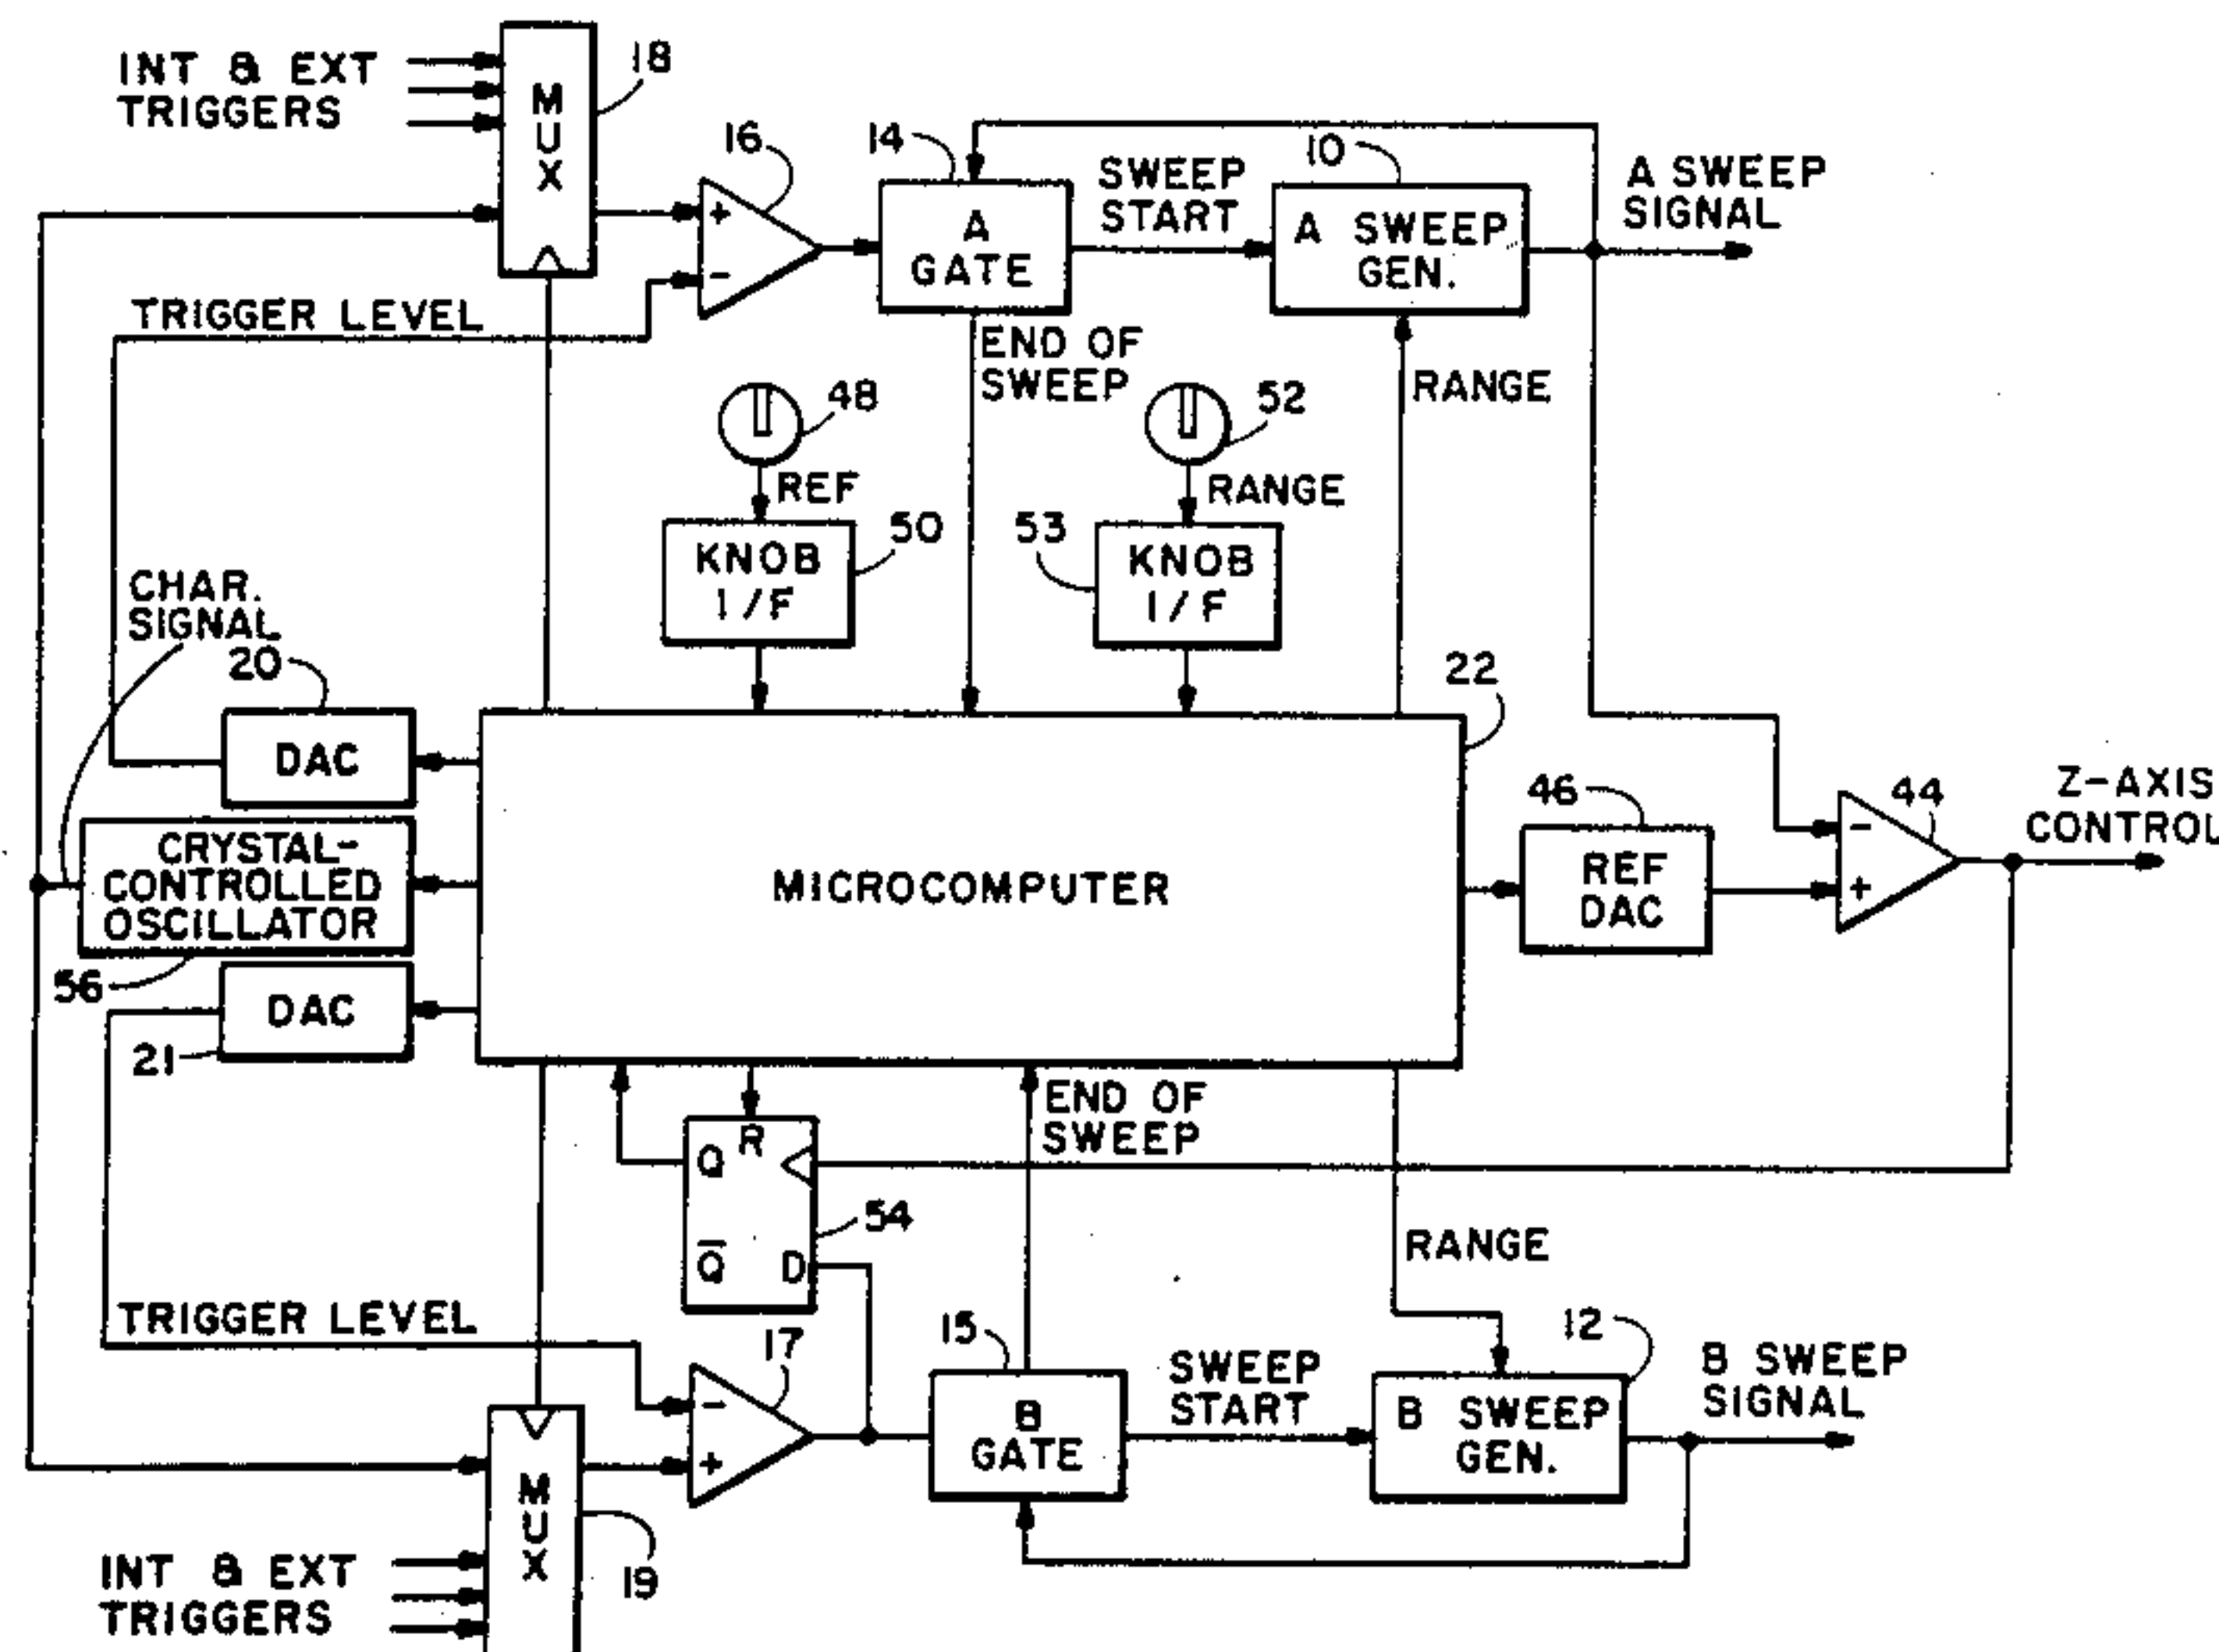 INT & EXT
TRIGGERS
MUX
18
16
+
-
14
A
GATE
SWEEP
START
10
A SWEEP
GEN.
A SWEEP
SIGNAL
TRIGGER LEVEL
END OF
SWEEP
RANGE
48
REF
52
RANGE
50
KNOB
I/F
53
KNOB
I/F
CHAR.
SIGNAL
20
DAC
22
CRYSTAL-
CONTROLLED
OSCILLATOR
56
DAC
21
MICROCOMPUTER
46
REF
DAC
44
-
+
Z-AXIS
CONTROL
Q
R
Q̅
D
54
END OF
SWEEP
RANGE
TRIGGER LEVEL
17
-
+
15
B
GATE
SWEEP
START
12
B SWEEP
GEN.
B SWEEP
SIGNAL
MUX
19
INT & EXT
TRIGGERS